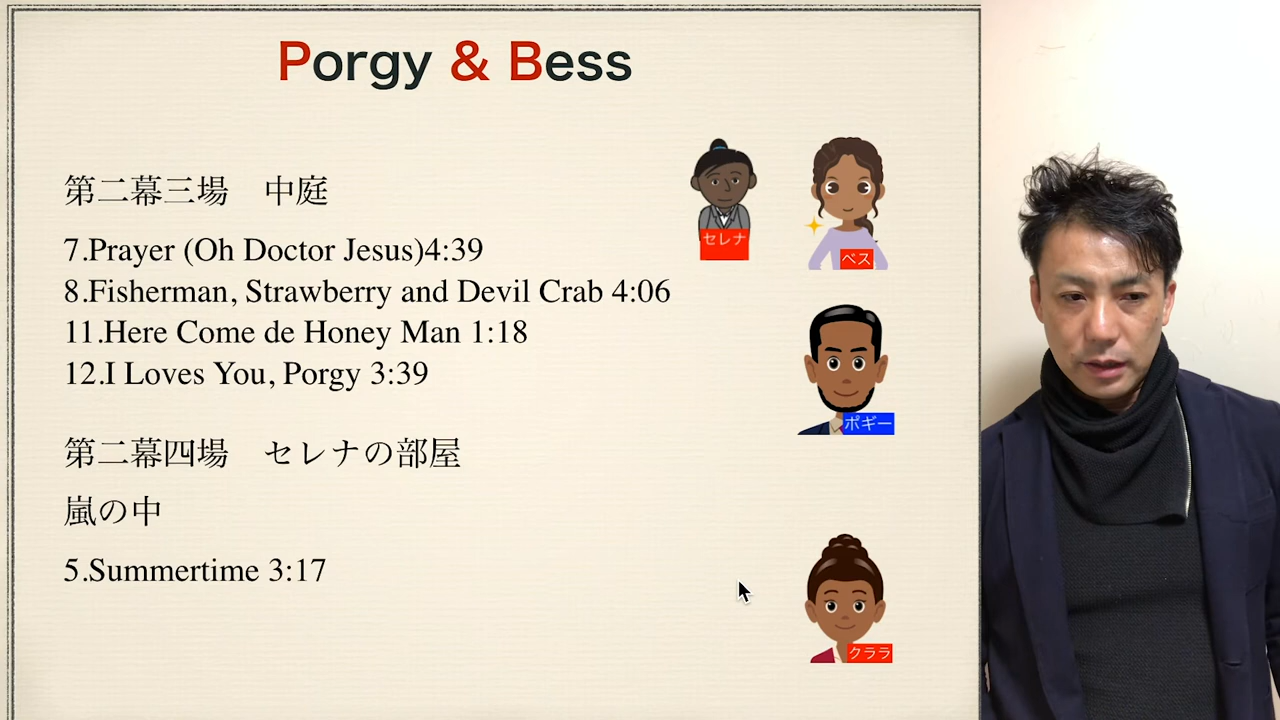 Porgy & Bess
第二幕三場　中庭
7.Prayer (Oh Doctor Jesus)4:39
8.Fisherman, Strawberry and Devil Crab 4:06
11.Here Come de Honey Man 1:18
12.I Loves You, Porgy 3:39
第二幕四場　セレナの部屋
嵐の中
5.Summertime 3:17
セレナ
ベス
ポギー
クララ